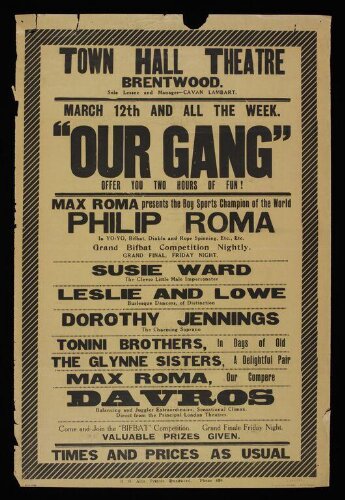 TOWN HALL THEATRE
BRENTWOOD.
Sole Lessee and Manager—CAVAN LAMBART.
MARCH 12th AND ALL THE WEEK.
"OUR GANG"
OFFER YOU TWO HOURS OF FUN!
MAX ROMA presents the Boy Sports Champion of the World
PHILIP ROMA
In YO-YO, Bifbat, Diablo and Rope Spinning, Etc., Etc.
Grand Bifbat Competition Nightly.
GRAND FINAL, FRIDAY NIGHT.
SUSIE WARD
The Clever Little Male Impersonator
LESLIE AND LOWE
Burlesque Dancers, of Distinction
DOROTHY JENNINGS
The Charming Soprano
TONINI BROTHERS, In Days of Old
THE GLYNNE SISTERS, A Delightful Pair
MAX ROMA, Our Compere
DAVROS
Balancing and Juggler Extraordinaire, Sensational Climax.
Direct from the Principal London Theatres
Come and Join the "BIFBAT" Competition. Grand Finale Friday Night.
VALUABLE PRIZES GIVEN.
TIMES AND PRICES AS USUAL